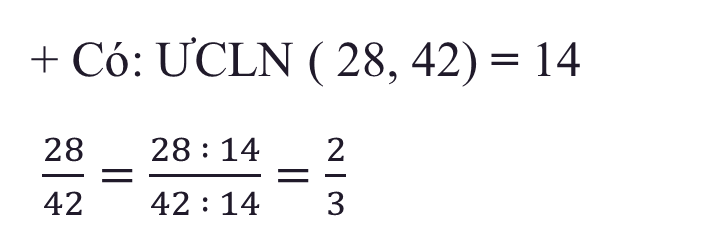 + Có: ƯCLN ( 28, 42) = 14
28/42 = 28 : 14/42 : 14 = 2/3